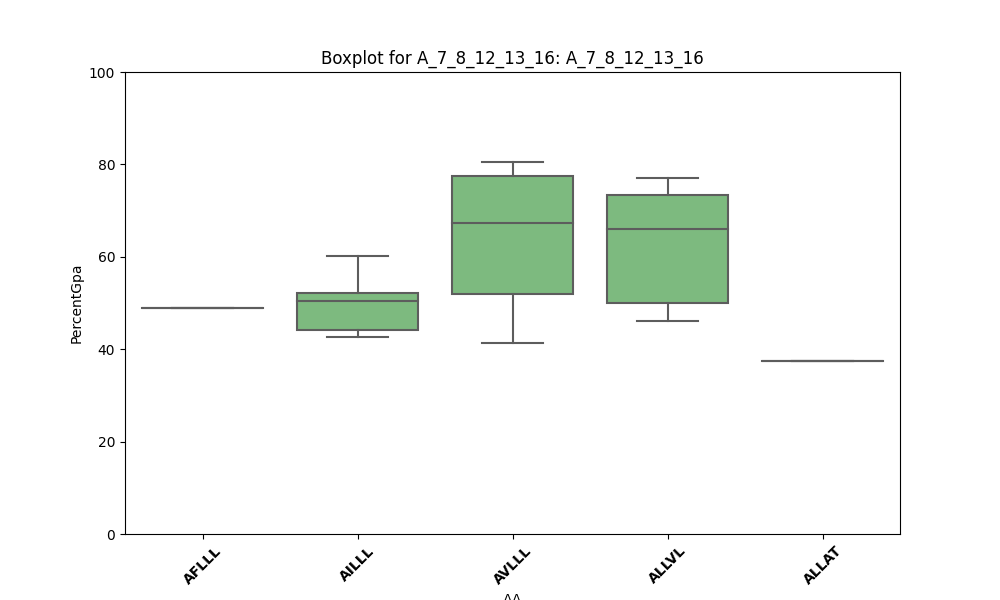 Boxplot for A_7_8_12_13_16: A_7_8_12_13_16
100
80
60
40
20
0
PercentGpa
AFLLL
AILLL
AVLLL
ALLVL
ALLAT